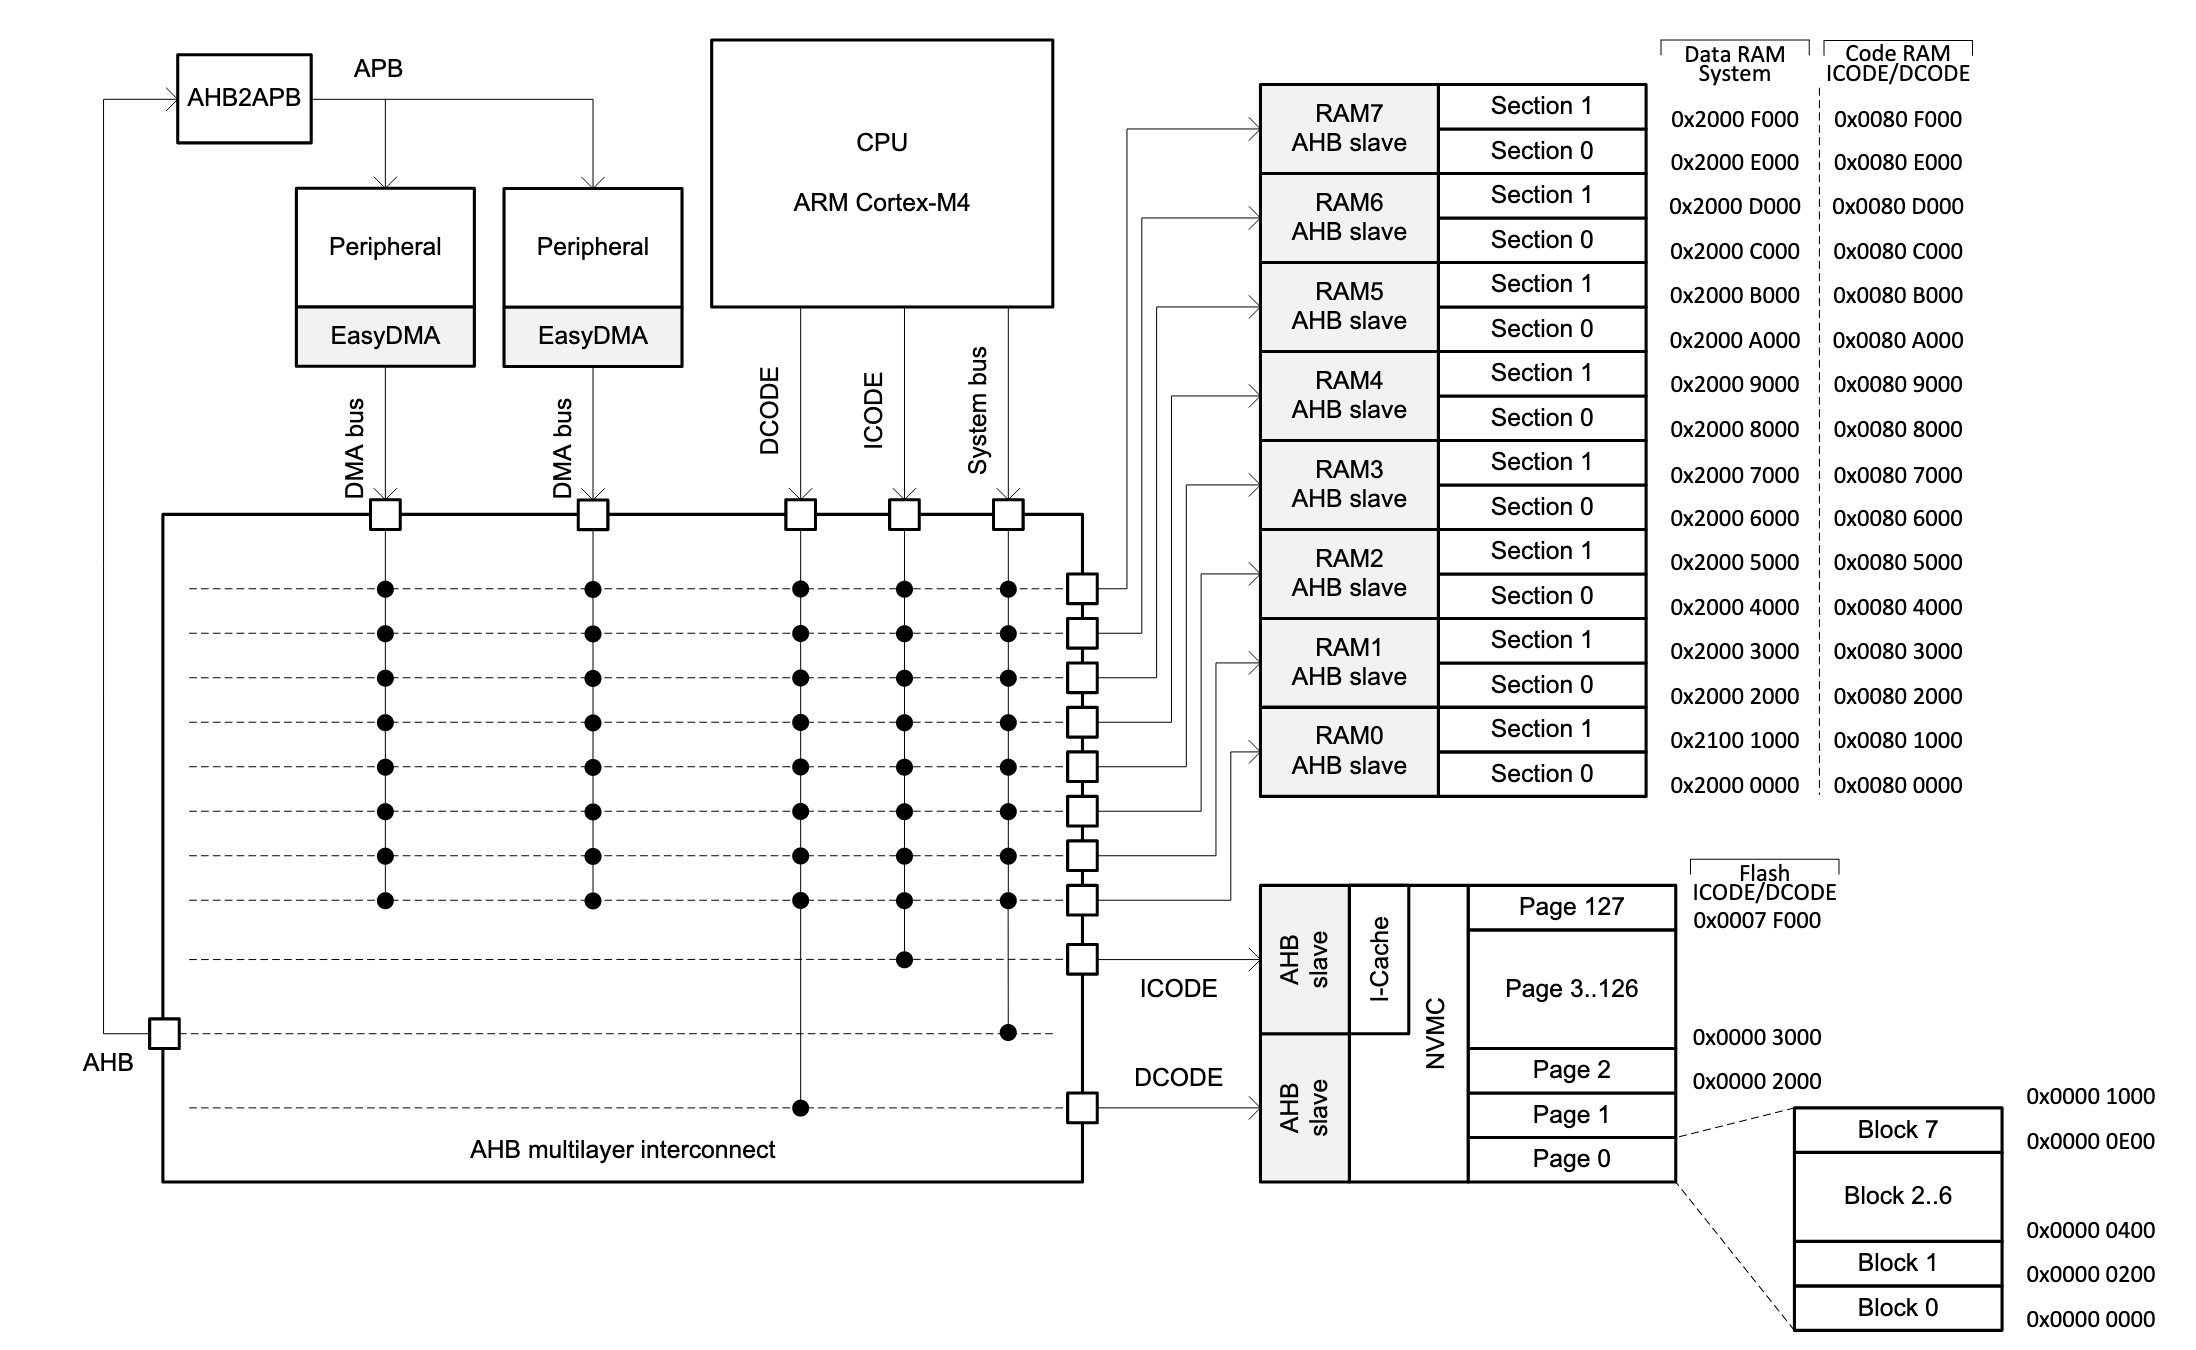 AHB2APB
APB
Peripheral
EasyDMA
Peripheral
EasyDMA
CPU
ARM Cortex-M4
DMA bus
DMA bus
DCODE
ICODE
System bus
AHB
AHB multilayer interconnect
Data RAM
System
Code RAM
ICODE/DCODE
RAM7
AHB slave
Section 1
0x2000 F000
0x0080 F000
Section 0
0x2000 E000
0x0080 E000
RAM6
AHB slave
Section 1
0x2000 D000
0x0080 D000
Section 0
0x2000 C000
0x0080 C000
RAM5
AHB slave
Section 1
0x2000 B000
0x0080 B000
Section 0
0x2000 A000
0x0080 A000
RAM4
AHB slave
Section 1
0x2000 9000
0x0080 9000
Section 0
0x2000 8000
0x0080 8000
RAM3
AHB slave
Section 1
0x2000 7000
0x0080 7000
Section 0
0x2000 6000
0x0080 6000
RAM2
AHB slave
Section 1
0x2000 5000
0x0080 5000
Section 0
0x2000 4000
0x0080 4000
RAM1
AHB slave
Section 1
0x2000 3000
0x0080 3000
Section 0
0x2000 2000
0x0080 2000
RAM0
AHB slave
Section 1
0x2100 1000
0x0080 1000
Section 0
0x2000 0000
0x0080 0000
ICODE
DCODE
AHB
slave
AHB
slave
I-Cache
NVMC
Flash
ICODE/DCODE
Page 127
0x0007 F000
Page 3..126
0x0000 3000
Page 2
0x0000 2000
Page 1
Page 0
0x0000 1000
Block 7
0x0000 0E00
Block 2..6
0x0000 0400
Block 1
0x0000 0200
Block 0
0x0000 0000